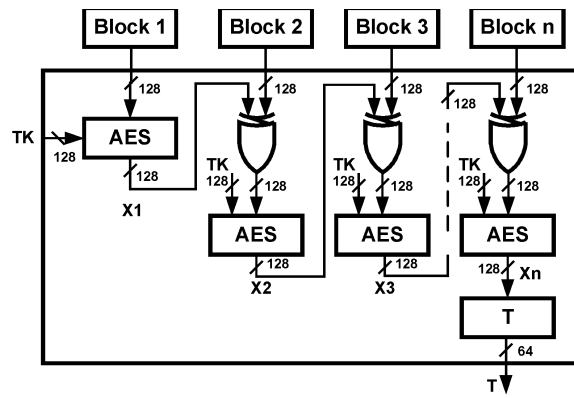 Block 1 Block 2 Block 3 Block n
128 128 128 128 128
TK AES
128
128 TK TK TK
128 128 128 128 128 128
X1
AES AES AES
128 128 128 Xn
X2 X3
T
64
T